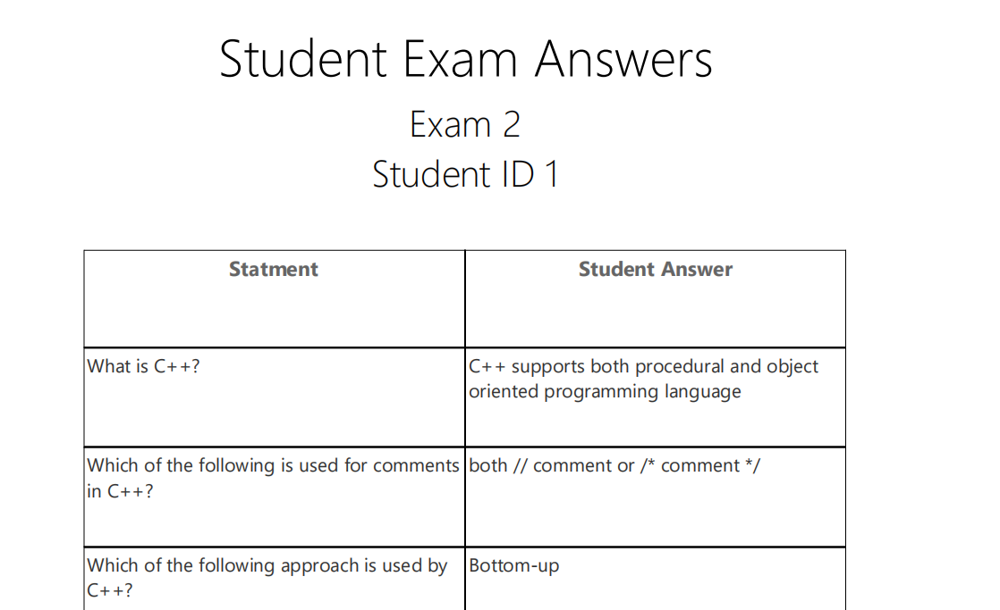 Student Exam Answers
Exam 2
Student ID 1
Statment
Student Answer
What is C++?
C++ supports both procedural and object
oriented programming language
Which of the following is used for comments
in C++?
both // comment or /* comment */
Which of the following approach is used by
C++?
Bottom-up